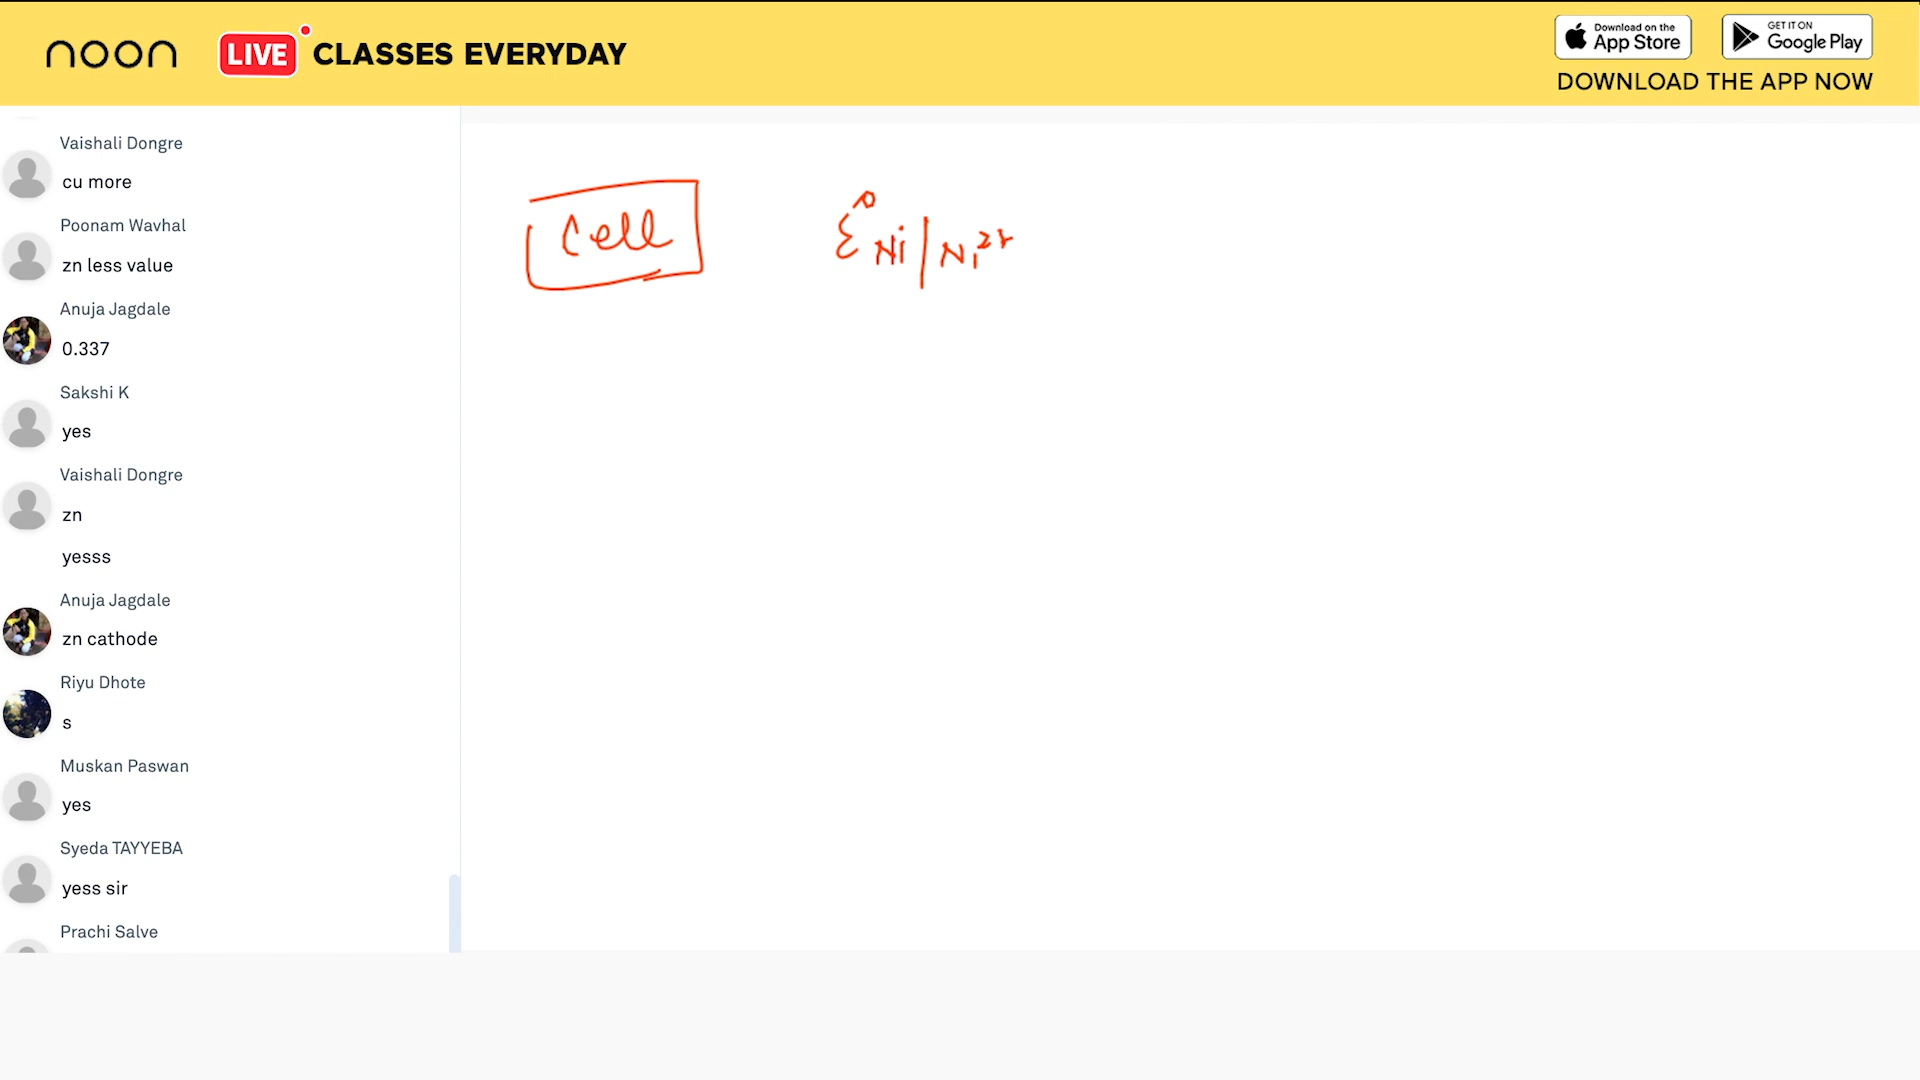 noon LIVE CLASSES EVERYDAY
Download on the App Store
GET IT ON Google Play
DOWNLOAD THE APP NOW
Vaishali Dongre
cu more
Poonam Wavhal
zn less value
Anuja Jagdale
0.337
Sakshi K
yes
Vaishali Dongre
zn
yesss
Anuja Jagdale
zn cathode
Riyu Dhote
s
Muskan Paswan
yes
Syeda TAYYEBA
yess sir
Prachi Salve
Cell
E⁰ Ni/Ni²⁺